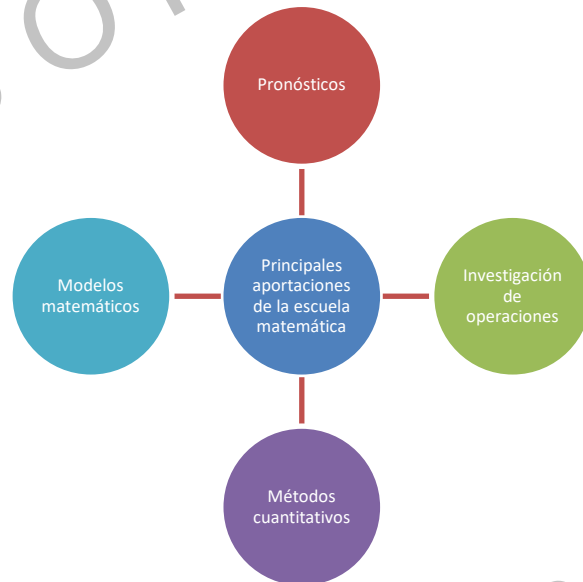 Pronósticos
Modelos
matemáticos
Principales
aportaciones
de la escuela
matemática
Investigación
de
operaciones
Métodos
cuantitativos